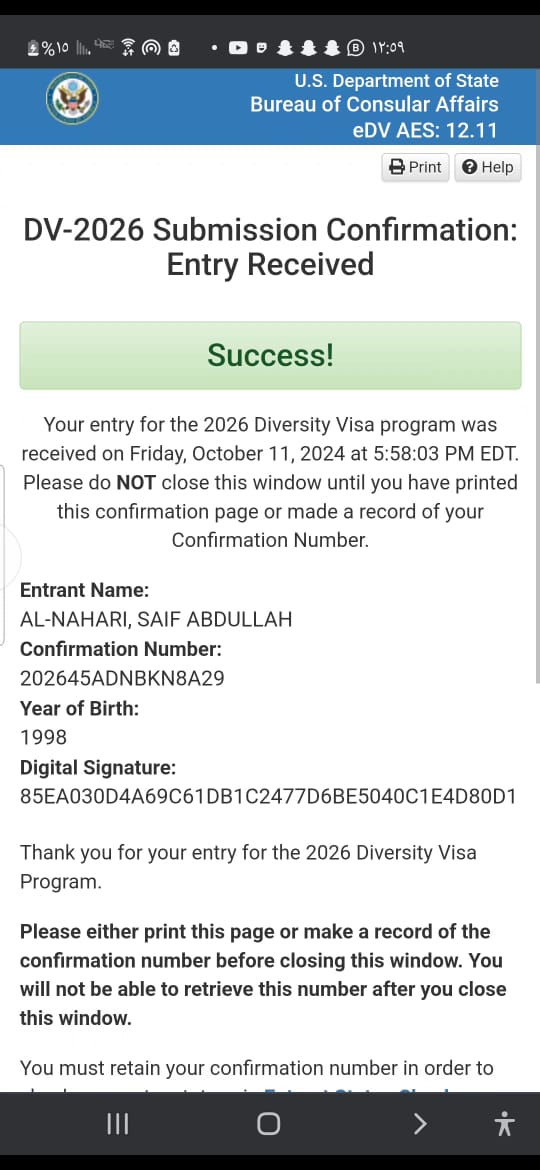 %10
12:59
U.S. Department of State
Bureau of Consular Affairs
eDV AES: 12.11
Print
Help
DV-2026 Submission Confirmation:
Entry Received
Success!
Your entry for the 2026 Diversity Visa program was
received on Friday, October 11, 2024 at 5:58:03 PM EDT.
Please do NOT close this window until you have printed
this confirmation page or made a record of your
Confirmation Number.
Entrant Name:
AL-NAHARI, SAIF ABDULLAH
Confirmation Number:
202645ADNBKN8A29
Year of Birth:
1998
Digital Signature:
85EA030D4A69C61DB1C2477D6BE5040C1E4D80D1
Thank you for your entry for the 2026 Diversity Visa
Program.
Please either print this page or make a record of the
confirmation number before closing this window. You
will not be able to retrieve this number after you close
this window.
You must retain your confirmation number in order to